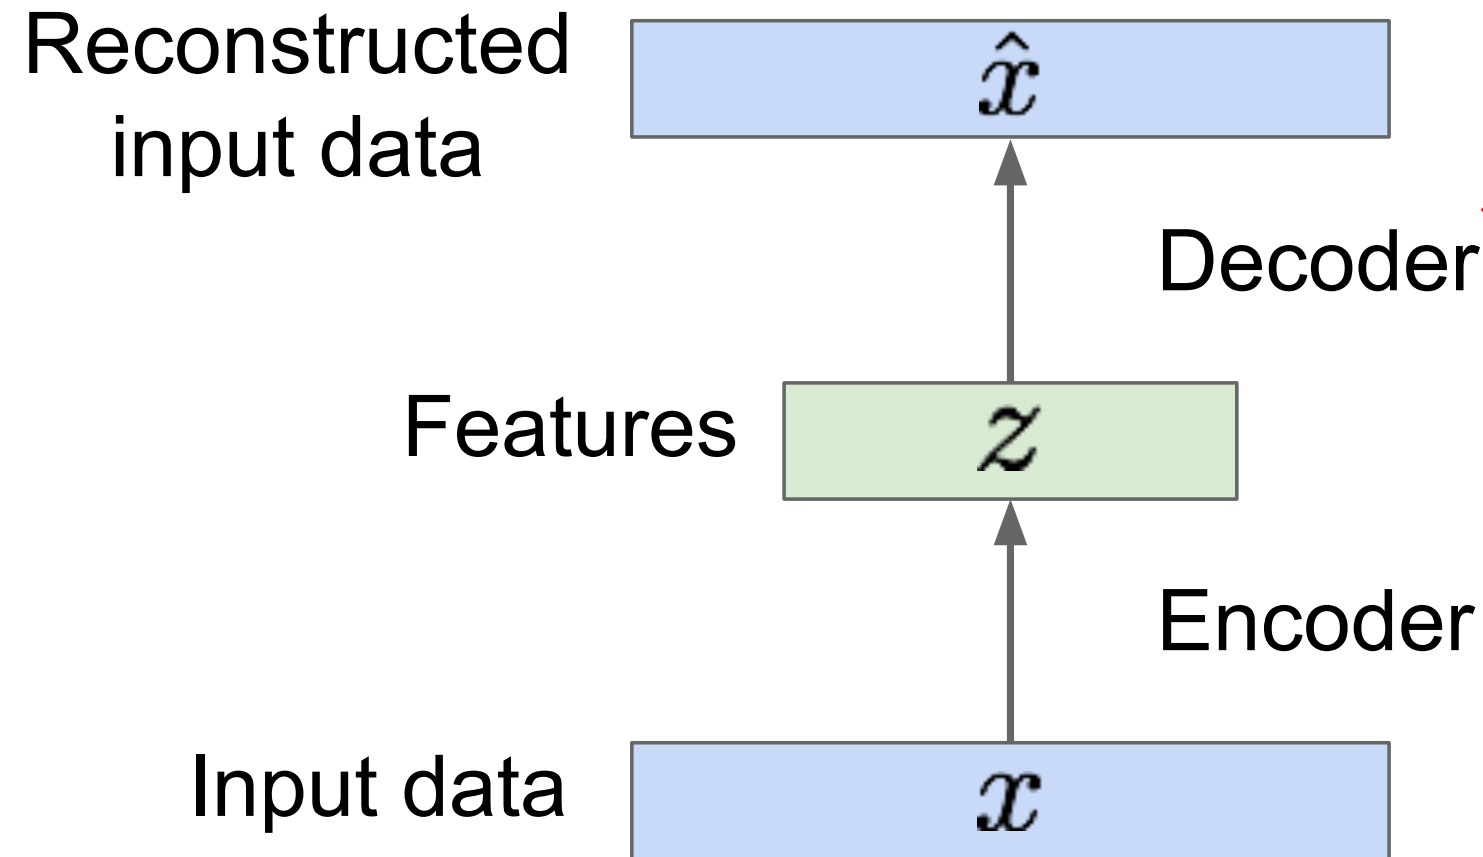 Reconstructed
input data
x̂
Decoder
Features
z
Encoder
Input data
x